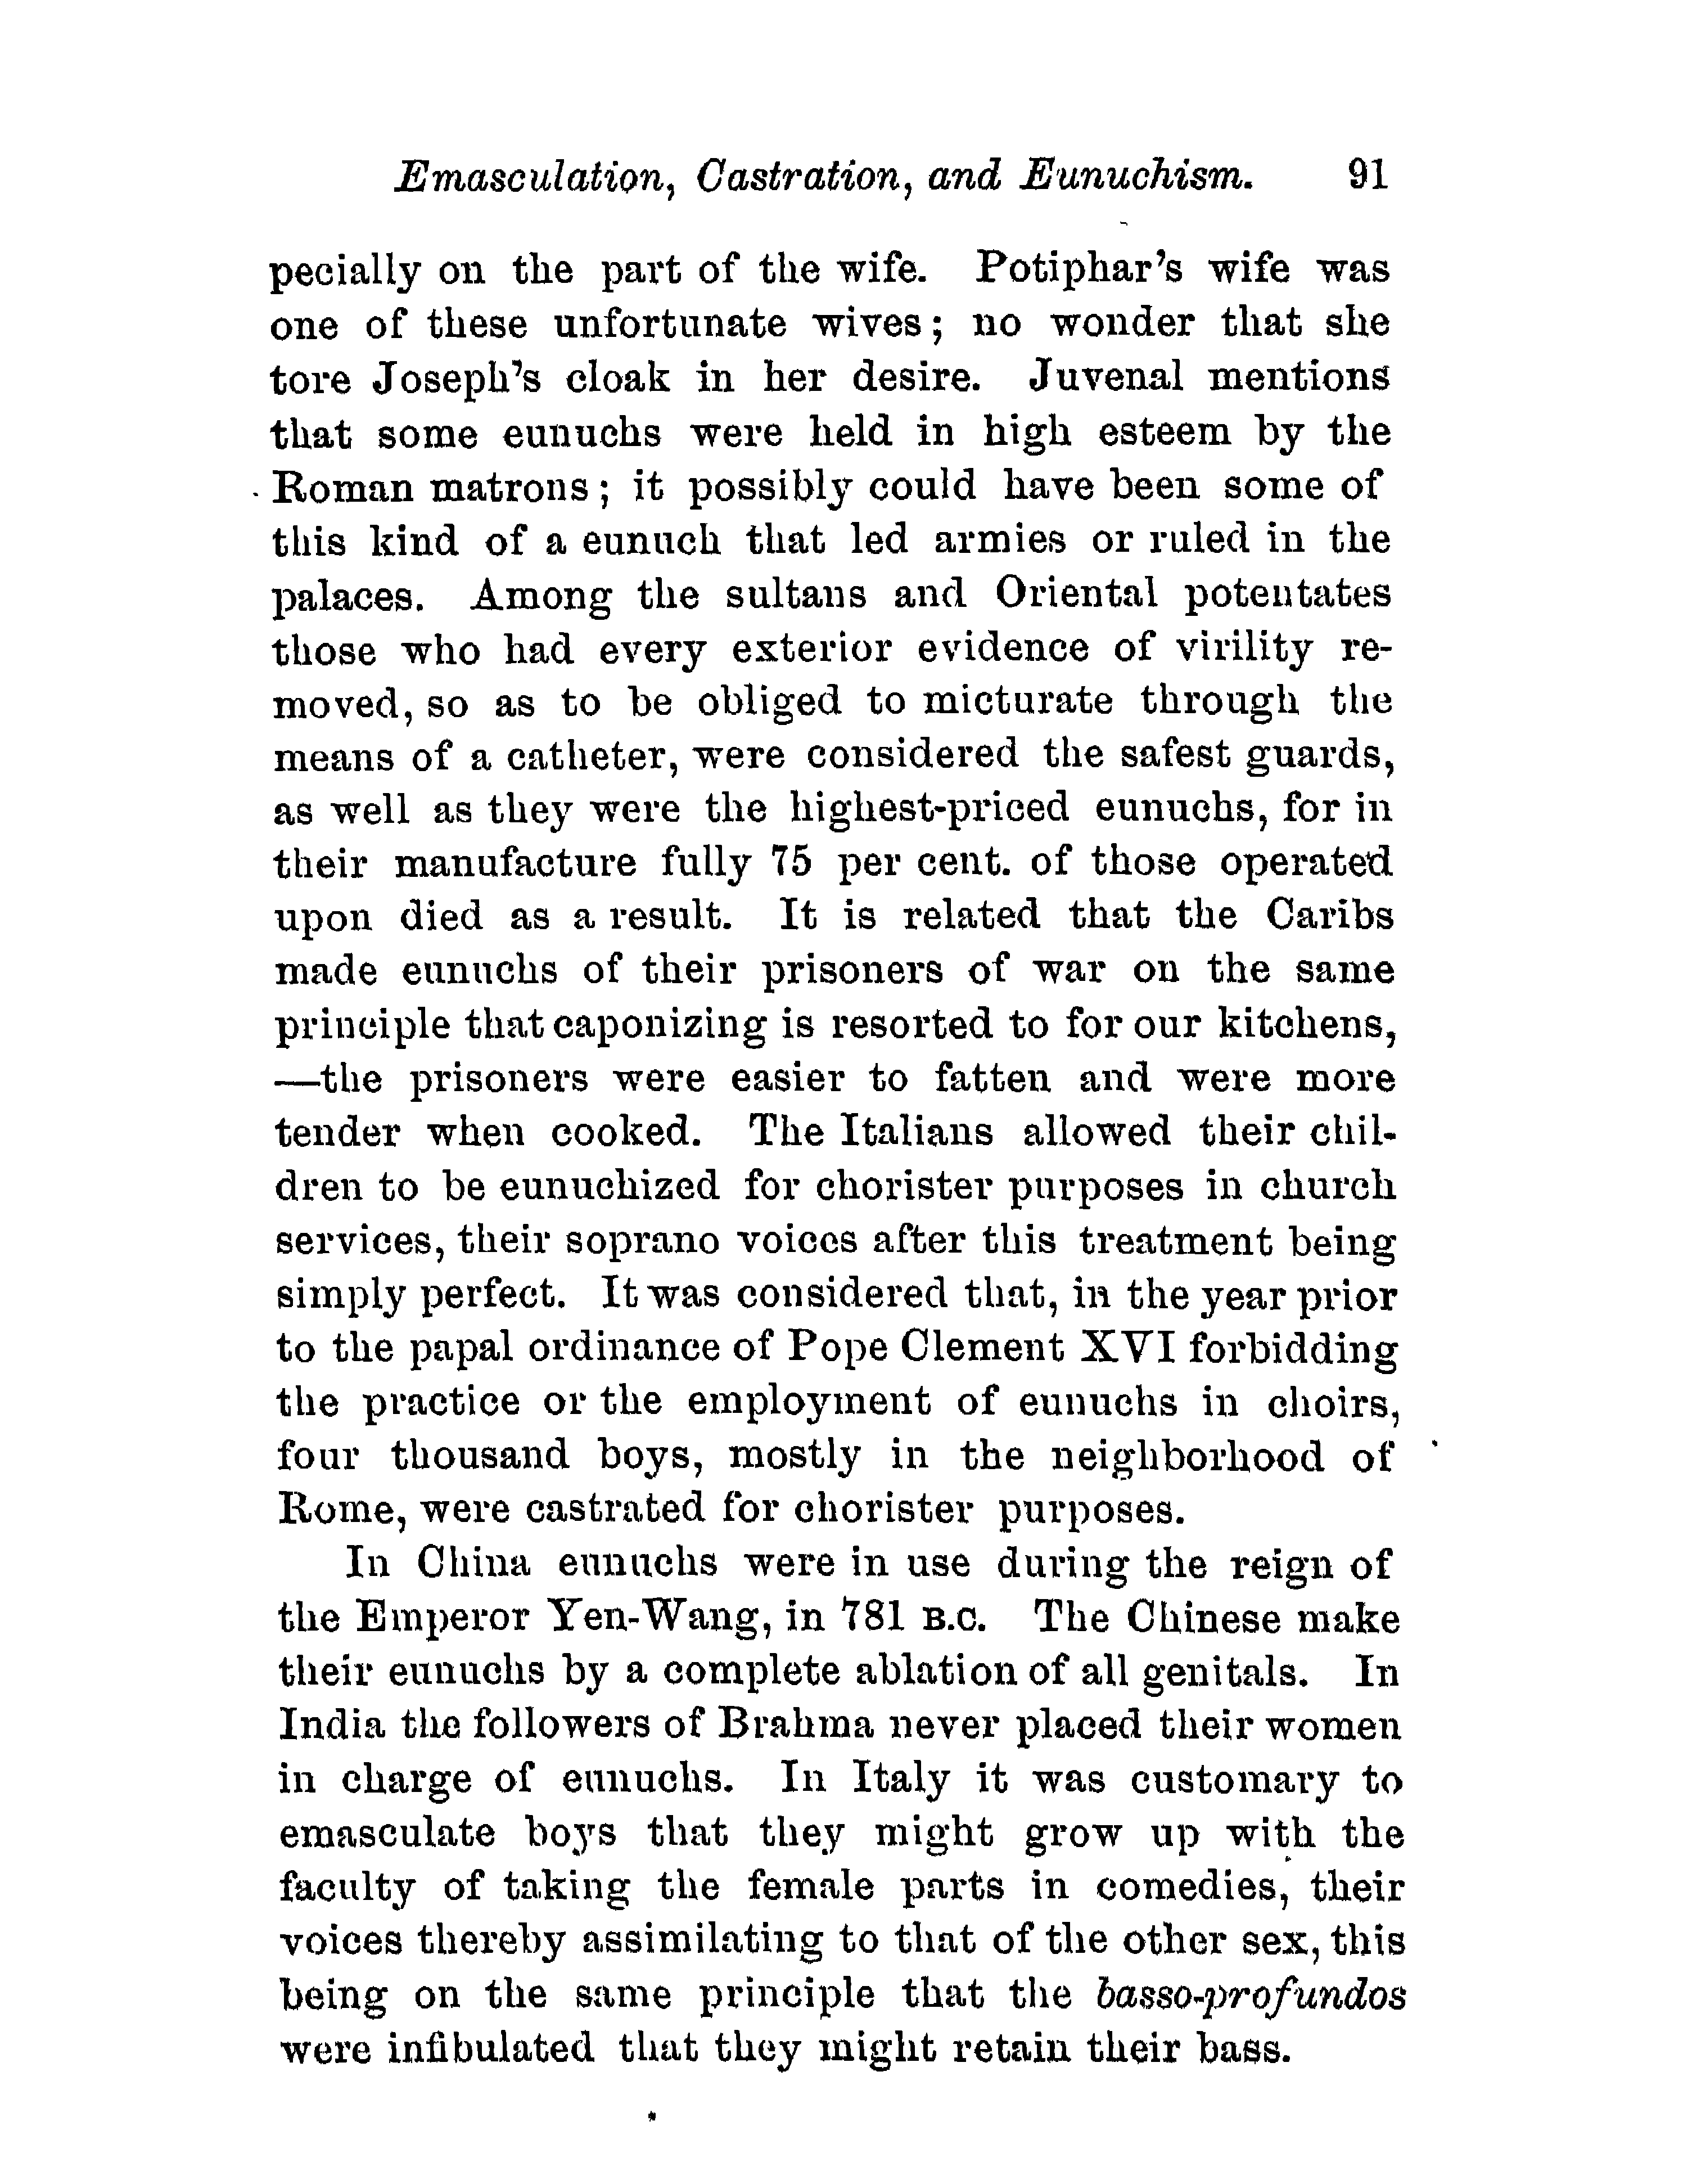 Emasculation, Castration, and Eunuchism. 91
pecially on the part of the wife. Potiphar's wife was
one of these unfortunate wives; no wonder that she
tore Joseph's cloak in her desire. Juvenal mentions
that some eunuchs were held in high esteem by the
Roman matrons; it possibly could have been some of
this kind of a eunuch that led armies or ruled in the
palaces. Among the sultans and Oriental potentates
those who had every exterior evidence of virility re-
moved, so as to be obliged to micturate through the
means of a catheter, were considered the safest guards,
as well as they were the highest-priced eunuchs, for in
their manufacture fully 75 per cent. of those operated
upon died as a result. It is related that the Caribs
made eunuchs of their prisoners of war on the same
principle that caponizing is resorted to for our kitchens,
—the prisoners were easier to fatten and were more
tender when cooked. The Italians allowed their chil-
dren to be eunuchized for chorister purposes in church
services, their soprano voices after this treatment being
simply perfect. It was considered that, in the year prior
to the papal ordinance of Pope Clement XVI forbidding
the practice or the employment of eunuchs in choirs,
four thousand boys, mostly in the neighborhood of
Rome, were castrated for chorister purposes.
In China eunuchs were in use during the reign of
the Emperor Yen-Wang, in 781 B.C. The Chinese make
their eunuchs by a complete ablation of all genitals. In
India the followers of Brahma never placed their women
in charge of eunuchs. In Italy it was customary to
emasculate boys that they might grow up with the
faculty of taking the female parts in comedies, their
voices thereby assimilating to that of the other sex, this
being on the same principle that the basso-profundos
were infibulated that they might retain their bass.